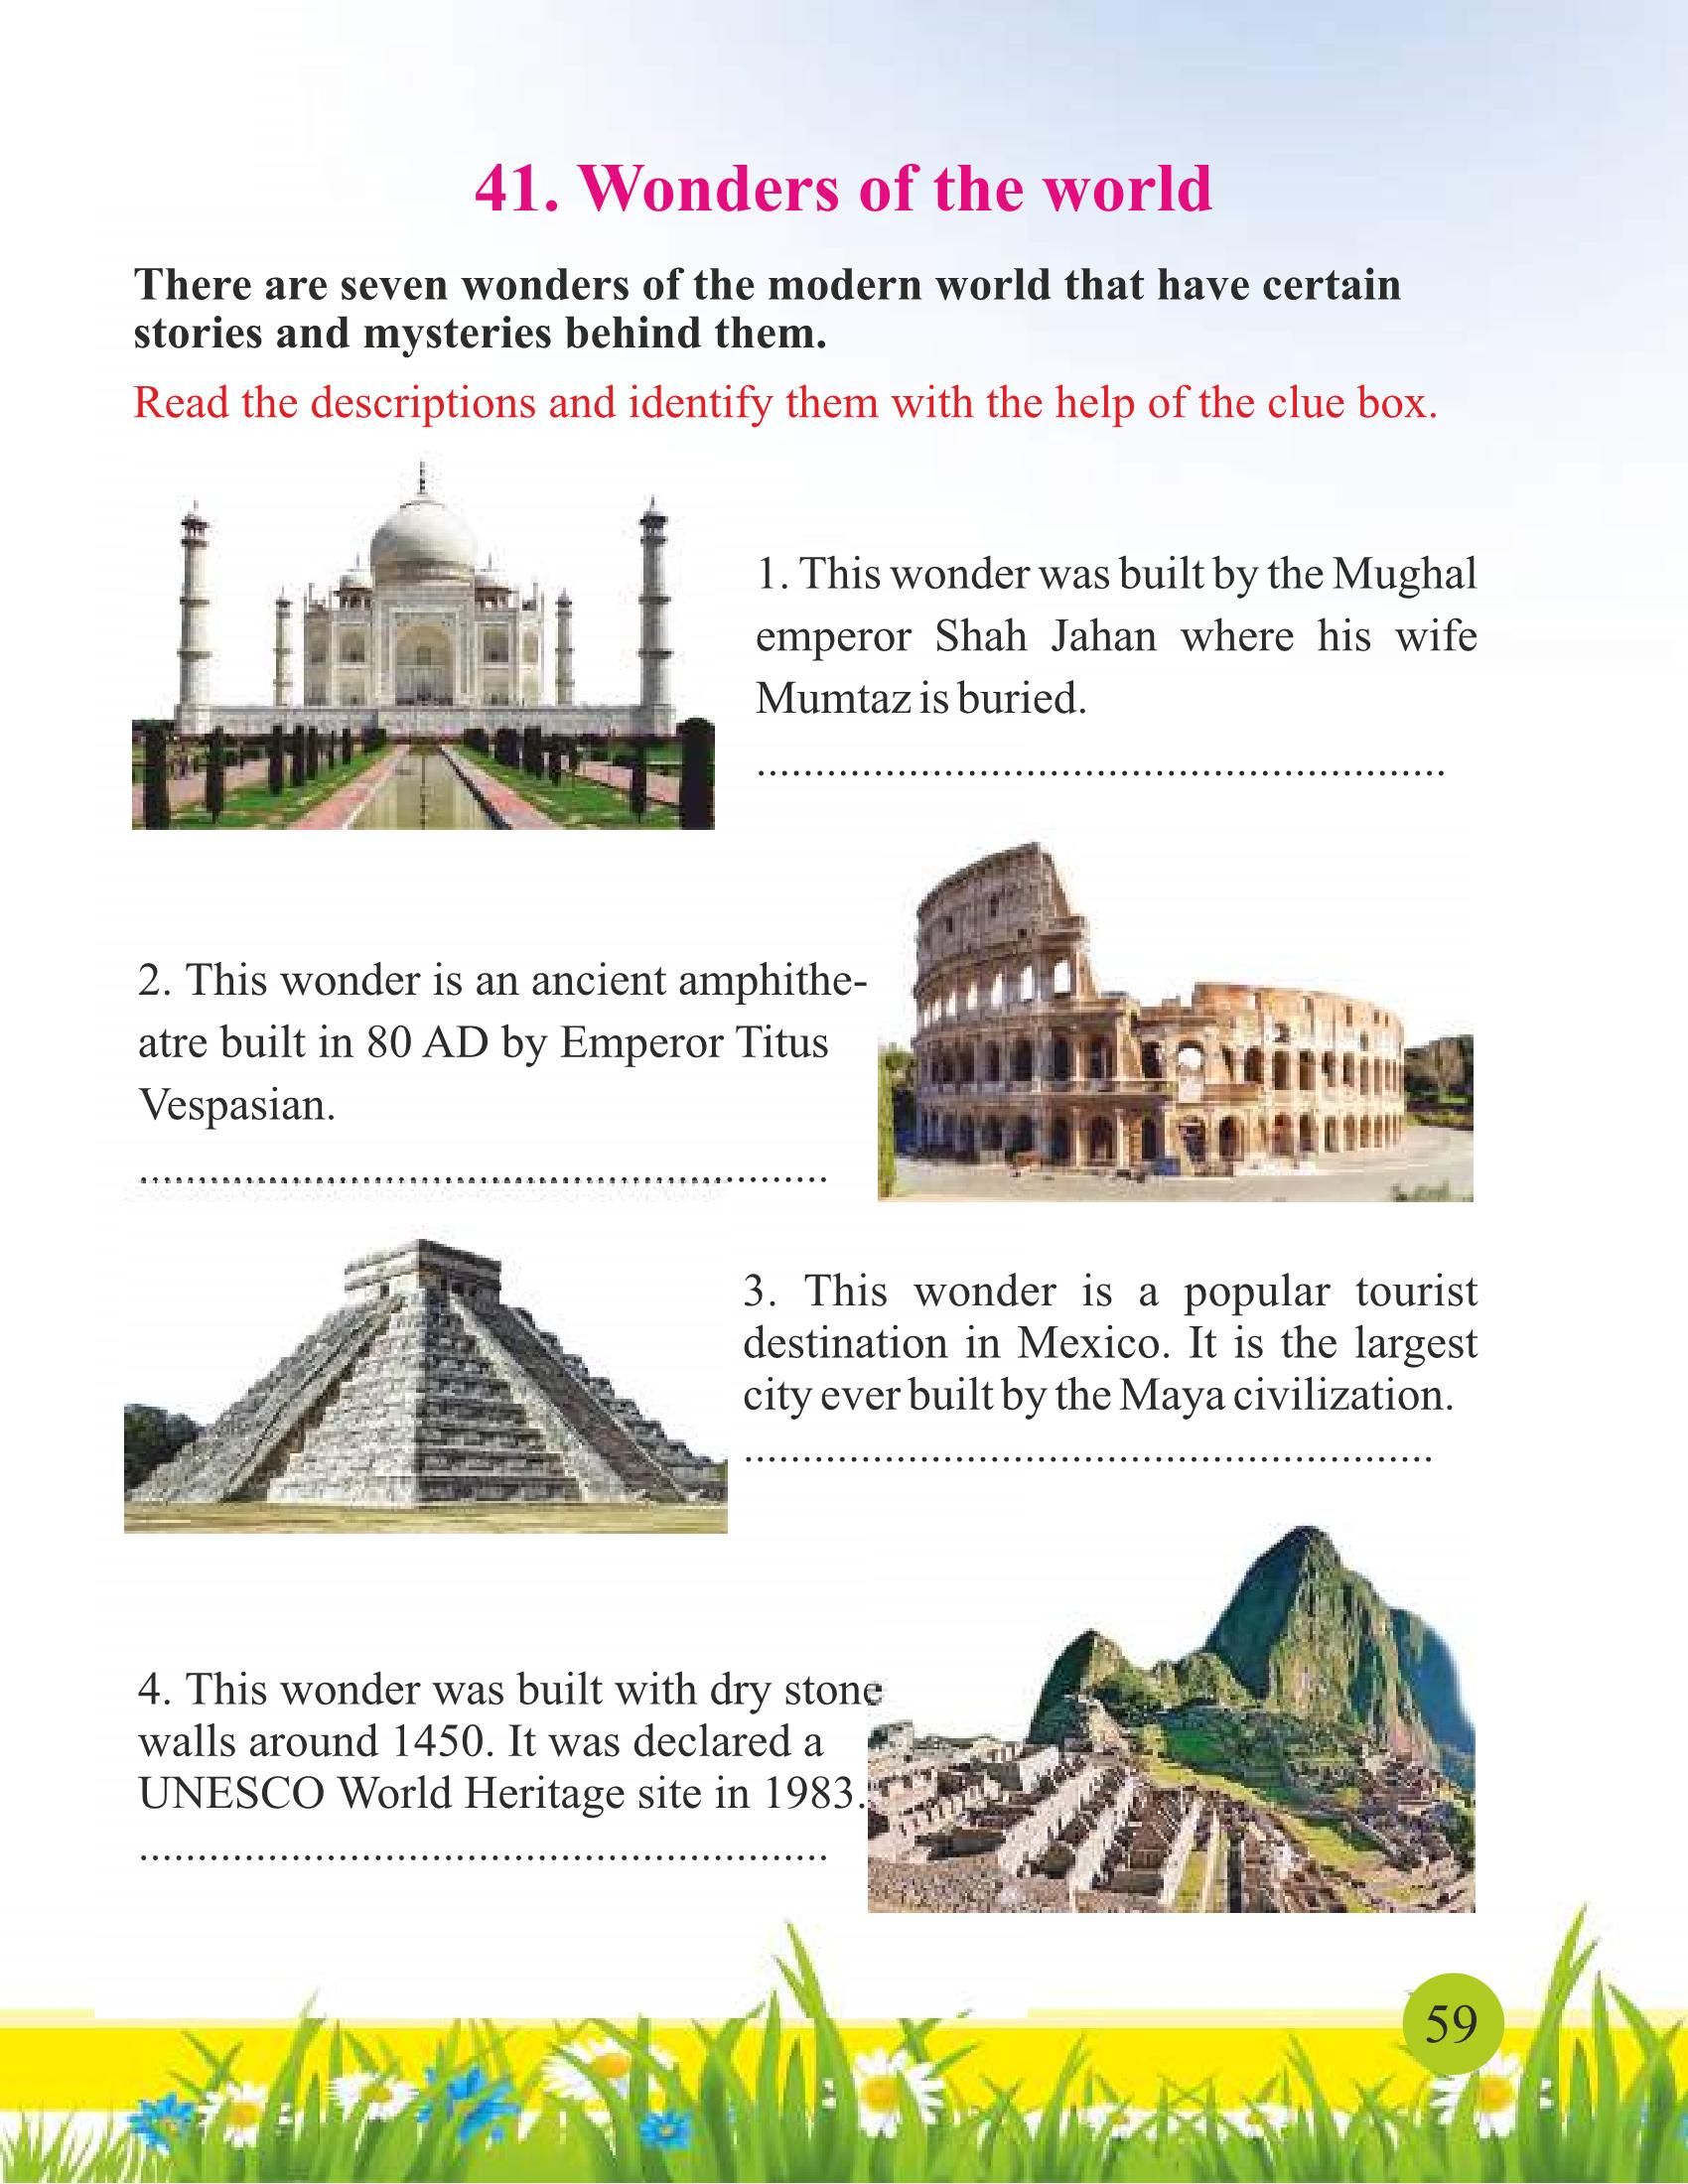 41. Wonders of the world
There are seven wonders of the modern world that have certain
stories and mysteries behind them.
Read the descriptions and identify them with the help of the clue box.
1. This wonder was built by the Mughal
emperor Shah Jahan where his wife
Mumtaz is buried.
...........................................................
2. This wonder is an ancient amphithe-
atre built in 80 AD by Emperor Titus
Vespasian.
...........................................................
3. This wonder is a popular tourist
destination in Mexico. It is the largest
city ever built by the Maya civilization.
...........................................................
4. This wonder was built with dry stone
walls around 1450. It was declared a
UNESCO World Heritage site in 1983.
...........................................................
59